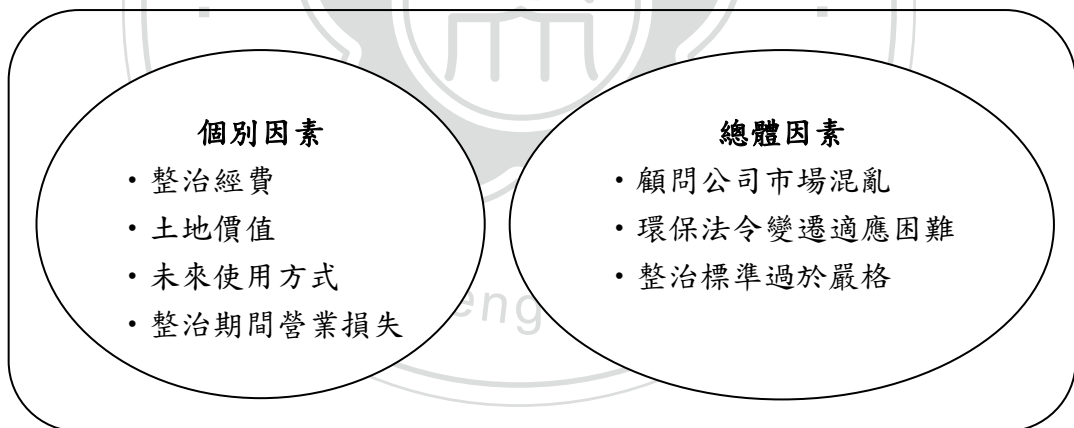 個別因素
・整治經費
・土地價值
・未來使用方式
・整治期間營業損失
總體因素
・顧問公司市場混亂
・環保法令變遷適應困難
・整治標準過於嚴格
eng